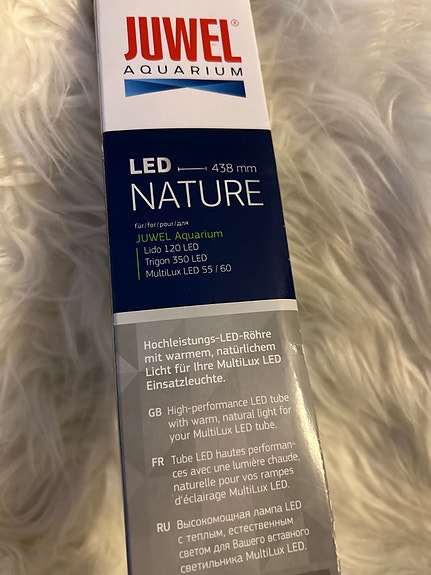 JUWEL®
AQUARIUM
LED 438 mm
NATURE
für/for/pour/для
JUWEL Aquarium
Lido 120 LED
Trigon 350 LED
MultiLux LED 55 / 60
Hochleistungs-LED-Röhre
mit warmem, natürlichem
Licht für Ihre MultiLux LED
Einsatzleuchte.
GB High-performance LED tube
with warm, natural light for
your MultiLux LED tube.
FR Tube LED hautes performan-
ces avec une lumière chaude,
naturelle pour vos rampes
d'éclairage MultiLux LED.
RU Высокомощная лампа LED
с теплым, естественным
светом для Вашего вставного
светильника MultiLux LED.